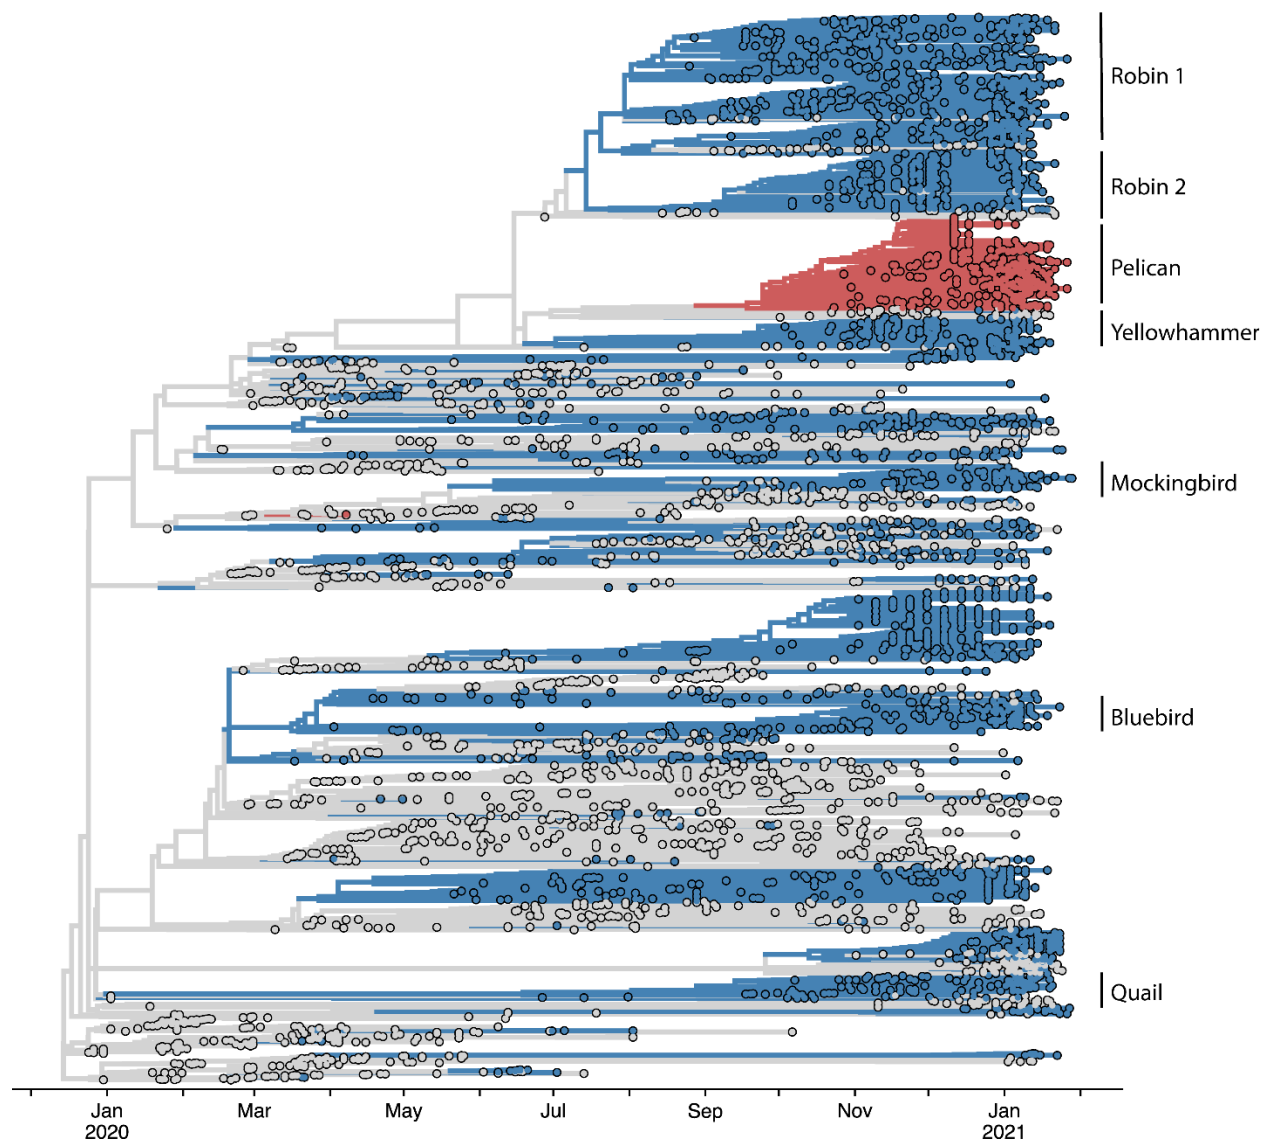 Robin 1
Robin 2
Pelican
Yellowhammer
Mockingbird
Bluebird
Quail
Jan Mar May Jul Sep Nov Jan
2020 2021